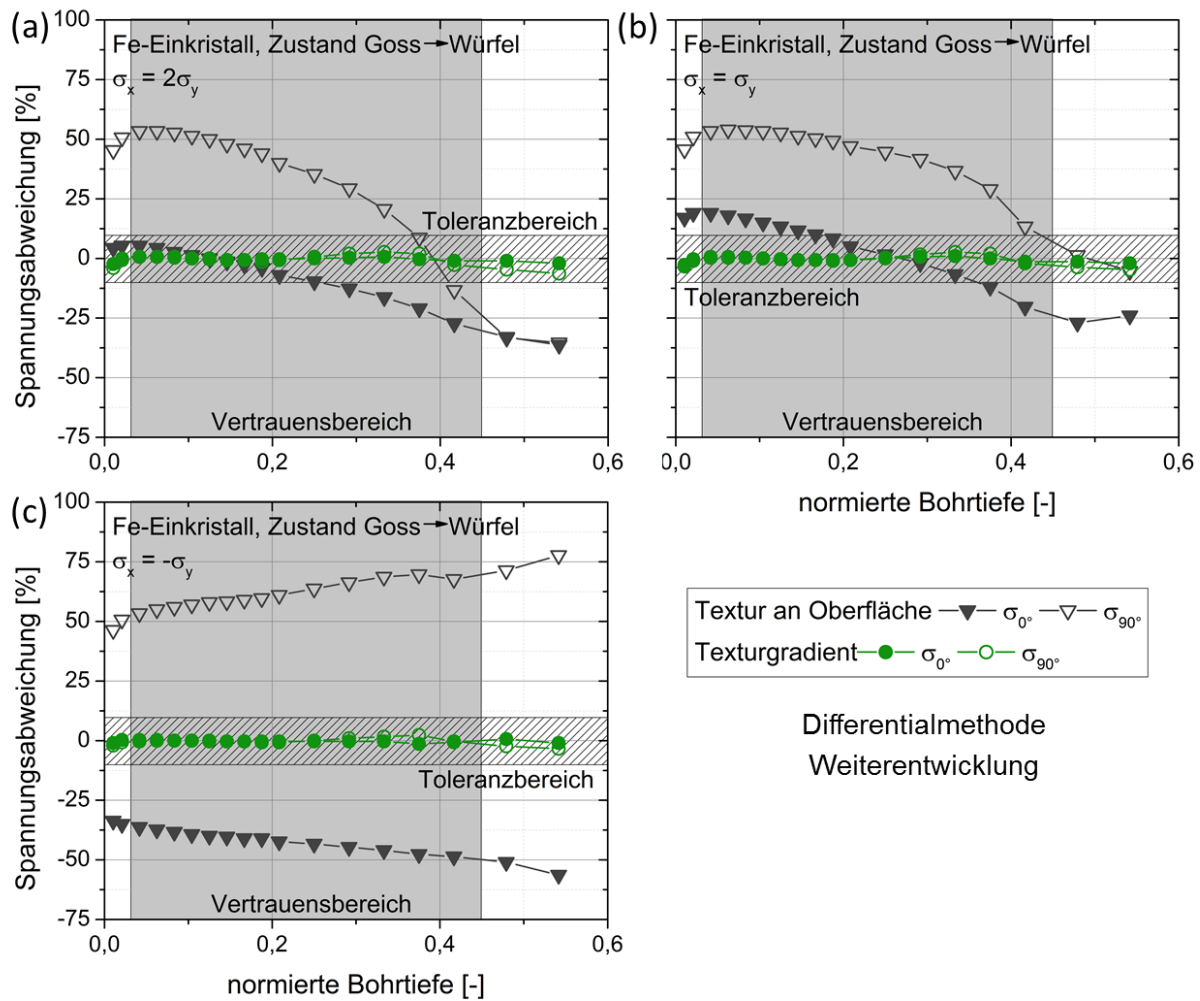 (a)
Fe-Einkristall, Zustand Goss→Würfel
σx = 2σy
Toleranzbereich
Vertrauensbereich
Spannungsabweichung [%]
100
75
50
25
0
-25
-50
-75
0,0
0,2
0,4
0,6
(b)
Fe-Einkristall, Zustand Goss→Würfel
σx = σy
Toleranzbereich
Vertrauensbereich
0,0
0,2
0,4
0,6
normierte Bohrtiefe [-]
(c)
Fe-Einkristall, Zustand Goss→Würfel
σx = -σy
Toleranzbereich
Vertrauensbereich
Spannungsabweichung [%]
100
75
50
25
0
-25
-50
-75
0,0
0,2
0,4
0,6
normierte Bohrtiefe [-]
Textur an Oberfläche σ0° σ90°
Texturgradient σ0° σ90°
Differentialmethode
Weiterentwicklung